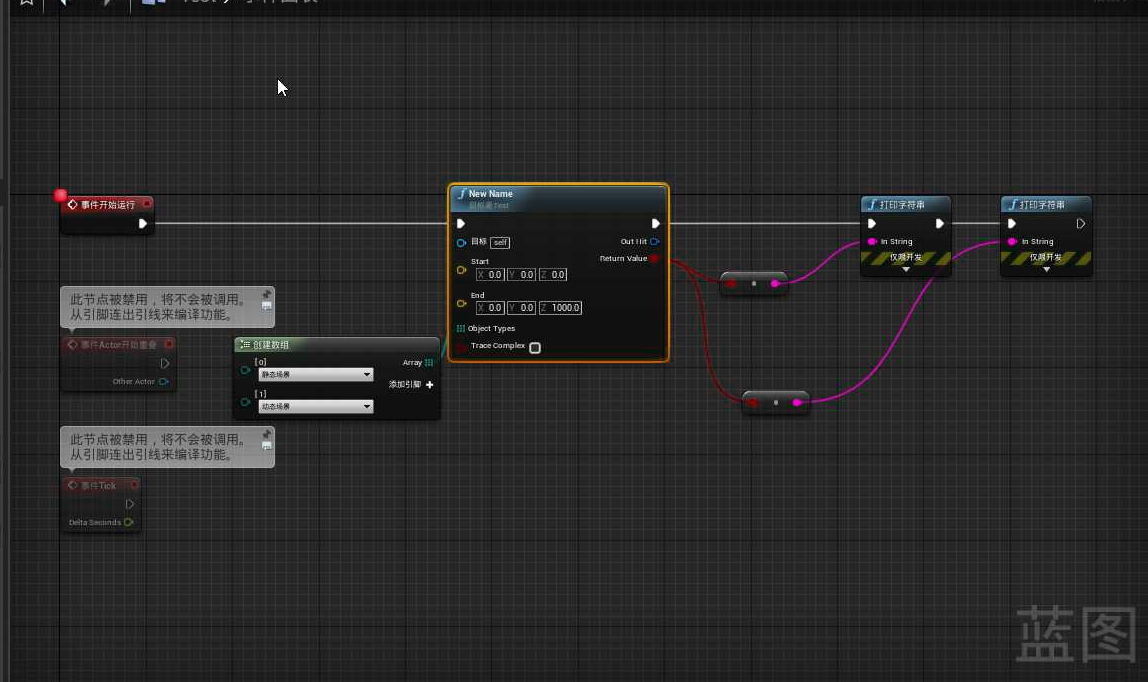 事件开始运行
New Name
目标是 Test
目标 self
Out Hit
Start
Return Value
X 0.0 Y 0.0 Z 0.0
End
X 0.0 Y 0.0 Z 1000.0
Object Types
Trace Complex
打印字符串
In String
仅限开发
打印字符串
In String
仅限开发
此节点被禁用，将不会被调用。
从引脚连出引线来编译功能。
事件Actor开始重叠
Other Actor
创建数组
[0]
Array
静态场景
添加引脚
[1]
动态场景
此节点被禁用，将不会被调用。
从引脚连出引线来编译功能。
事件Tick
Delta Seconds
蓝图